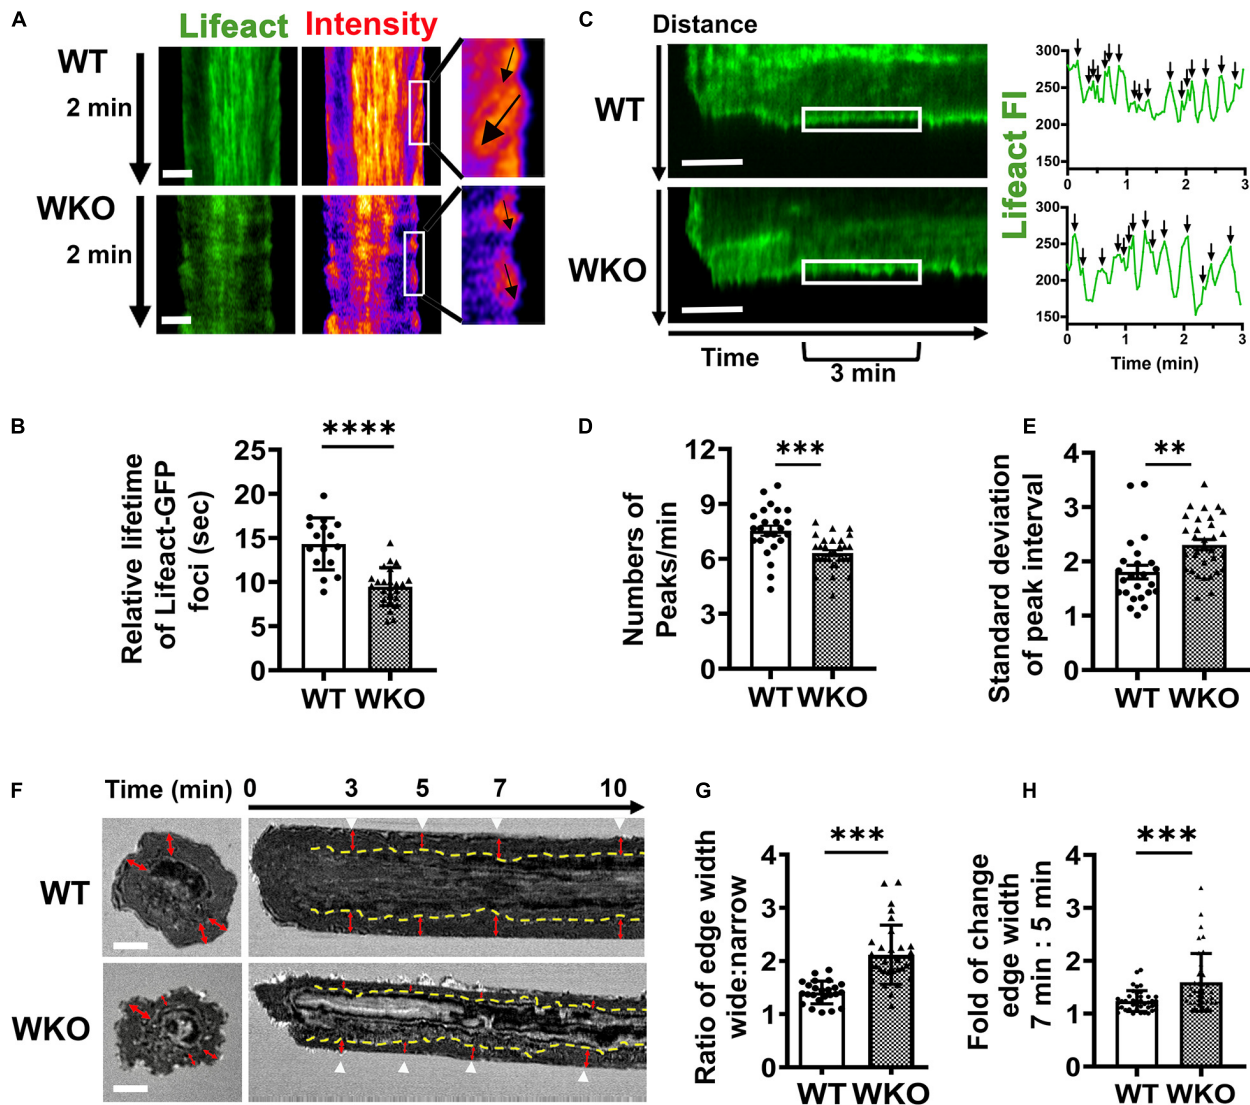 A
Lifeact
Intensity
WT
2 min
WKO
2 min
C
Distance
WT
WKO
Time
3 min
Lifeact FI
300
250
200
150
0
1
2
3
300
250
200
150
0
1
2
3
Time (min)
B
Relative lifetime
of Lifeact-GFP
foci (sec)
25
20
15
10
5
0
****
WT WKO
D
Numbers of
Peaks/min
12
9
6
3
0
***
WT WKO
E
Standard deviation
of peak interval
4
3
2
1
0
**
WT WKO
F
Time (min) 0 3 5 7 10
WT
WKO
G
Ratio of edge width
wide:narrow
4
3
2
1
0
***
WT WKO
H
Fold of change
edge width
7 min : 5 min
4
3
2
1
0
***
WT WKO